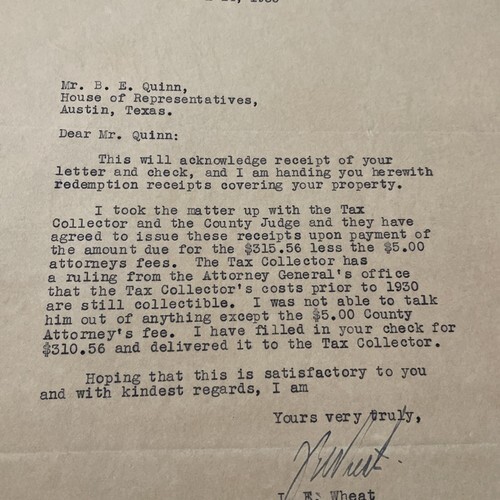 Mr. B. E. Quinn,
House of Representatives,
Austin, Texas.
Dear Mr. Quinn:
This will acknowledge receipt of your
letter and check, and I am handing you herewith
redemption receipts covering your property.
I took the matter up with the Tax
Collector and the County Judge and they have
agreed to issue these receipts upon payment of
the amount due for the $315.56 less the $5.00
attorneys fees. The Tax Collector has
a ruling from the Attorney General's office
that the Tax Collector's costs prior to 1930
are still collectible. I was not able to talk
him out of anything except the $5.00 County
Attorney's fee. I have filled in your check for
$310.56 and delivered it to the Tax Collector.
Hoping that this is satisfactory to you
and with kindest regards, I am
Yours very truly,
E. Wheat